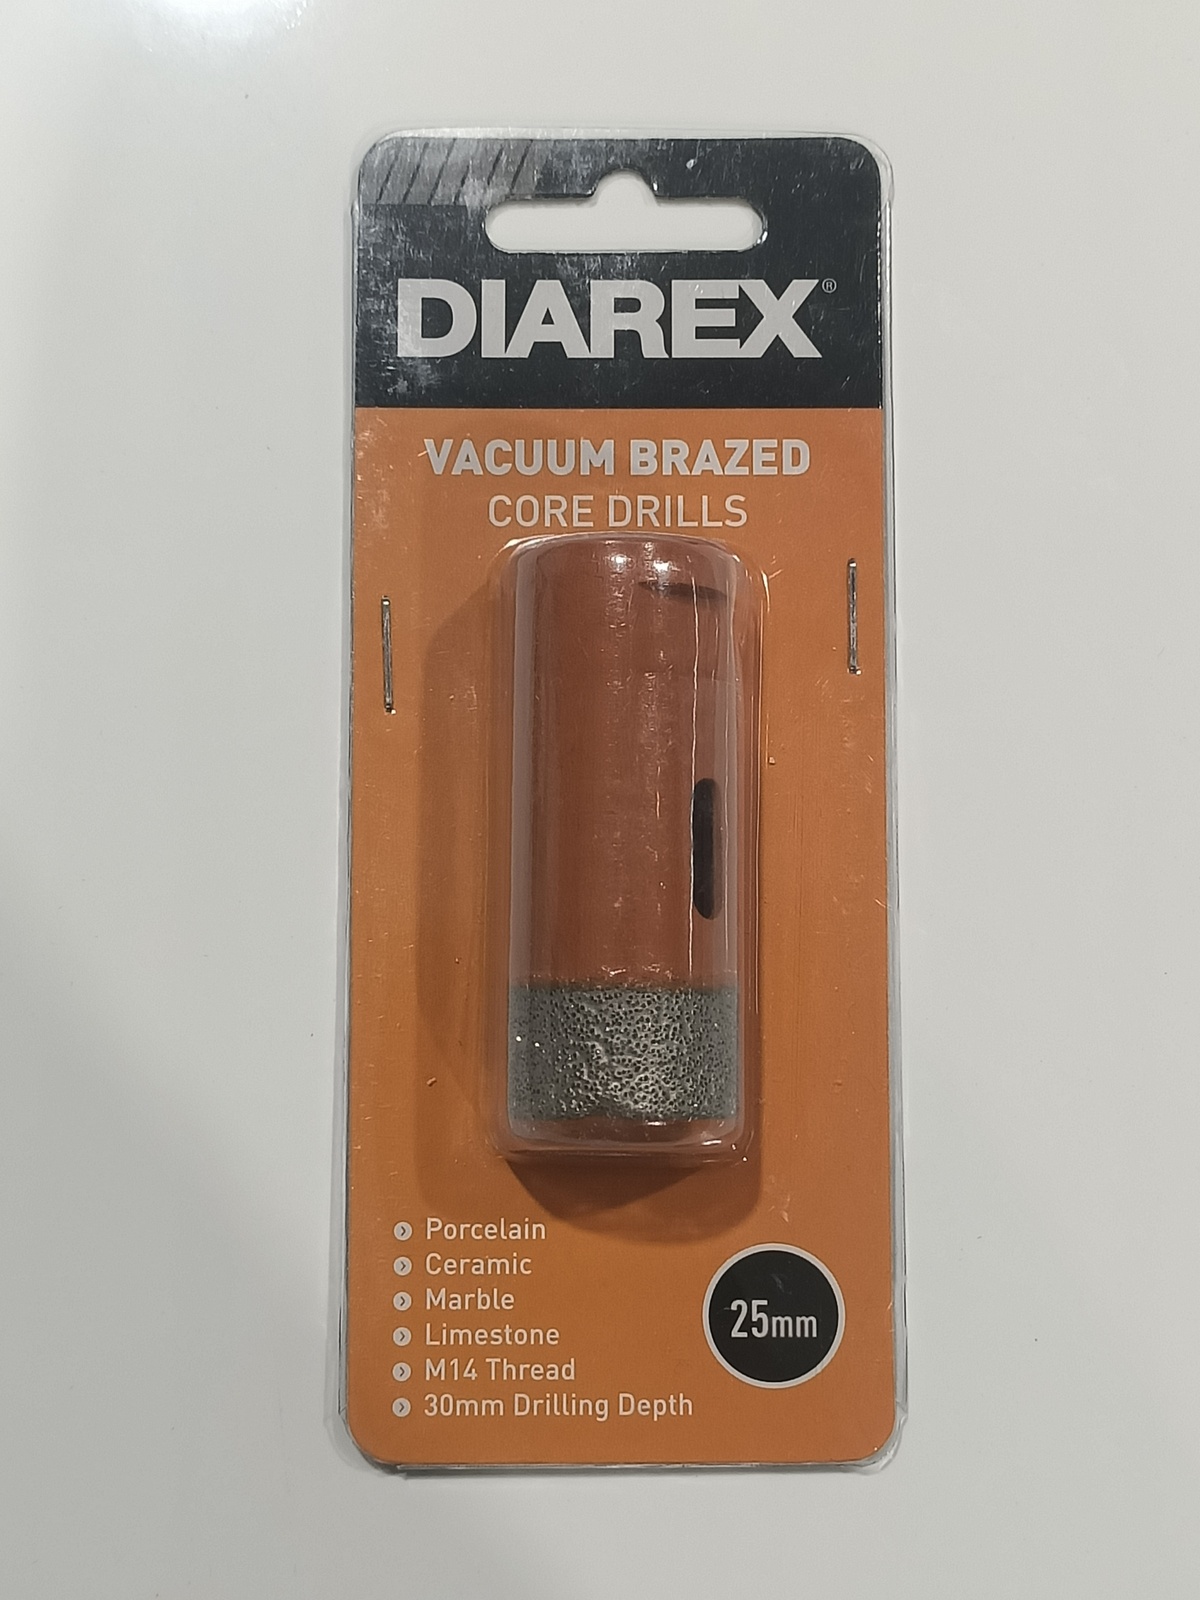 DIAREX®
VACUUM BRAZED
CORE DRILLS
Porcelain
Ceramic
Marble
Limestone
M14 Thread
30mm Drilling Depth
25mm